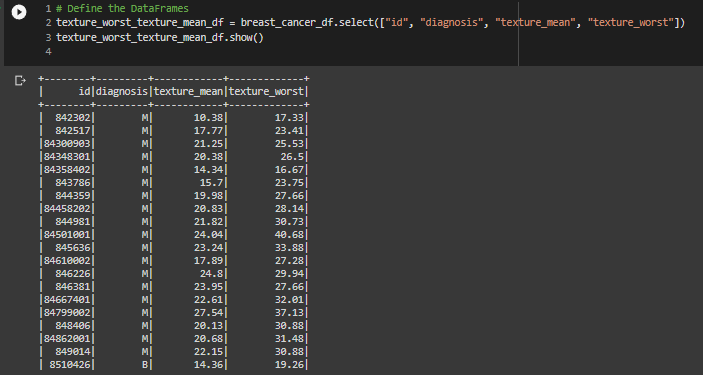 1 # Define the DataFrames
2 texture_worst_texture_mean_df = breast_cancer_df.select(["id", "diagnosis", "texture_mean", "texture_worst"])
3 texture_worst_texture_mean_df.show()
4
+--------+---------+------------+-------------+
|      id|diagnosis|texture_mean|texture_worst|
+--------+---------+------------+-------------+
|  842302|        M|       10.38|        17.33|
|  842517|        M|       17.77|        23.41|
|84300903|        M|       21.25|        25.53|
|84348301|        M|       20.38|         26.5|
|84358402|        M|       14.34|        16.67|
|  843786|        M|        15.7|        23.75|
|  844359|        M|       19.98|        27.66|
|84458202|        M|       20.83|        28.14|
|  844981|        M|       21.82|        30.73|
|84501001|        M|       24.04|        40.68|
|  845636|        M|       23.24|        33.88|
|84610002|        M|       17.89|        27.28|
|  846226|        M|        24.8|        29.94|
|  846381|        M|       23.95|        27.66|
|84667401|        M|       22.61|        32.01|
|84799002|        M|       27.54|        37.13|
|  848406|        M|       20.13|        30.88|
|84862001|        M|       20.68|        31.48|
|  849014|        M|       22.15|        30.88|
| 8510426|        B|       14.36|        19.26|